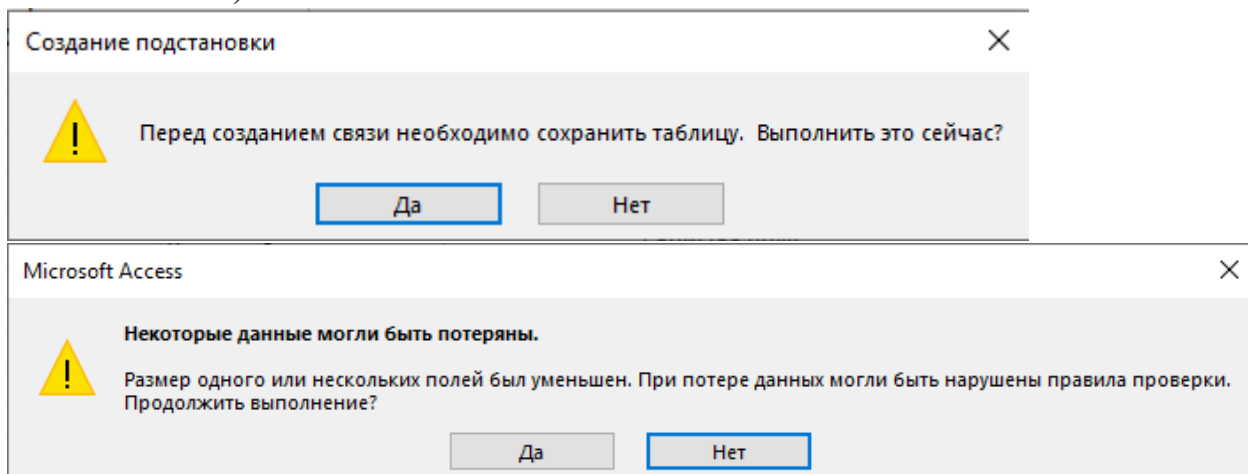 Создание подстановки
Перед созданием связи необходимо сохранить таблицу. Выполнить это сейчас?
Да
Нет
Microsoft Access
Некоторые данные могли быть потеряны.
Размер одного или нескольких полей был уменьшен. При потере данных могли быть нарушены правила проверки.
Продолжить выполнение?
Да
Нет